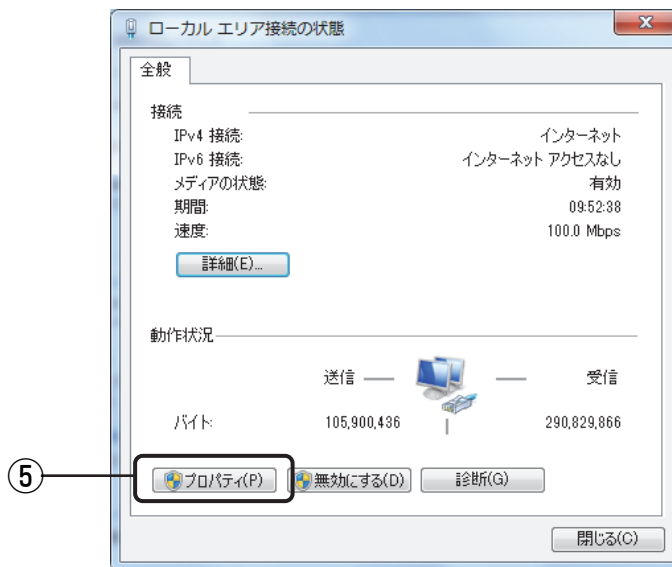 ローカル エリア接続の状態
全般
接続
IPv4 接続: インターネット
IPv6 接続: インターネット アクセスなし
メディアの状態: 有効
期間: 09:52:38
速度: 100.0 Mbps
詳細(E)...
動作状況
送信 受信
バイト: 105,900,436 290,829,866
⑤ プロパティ(P) 無効にする(D) 診断(G)
閉じる(C)